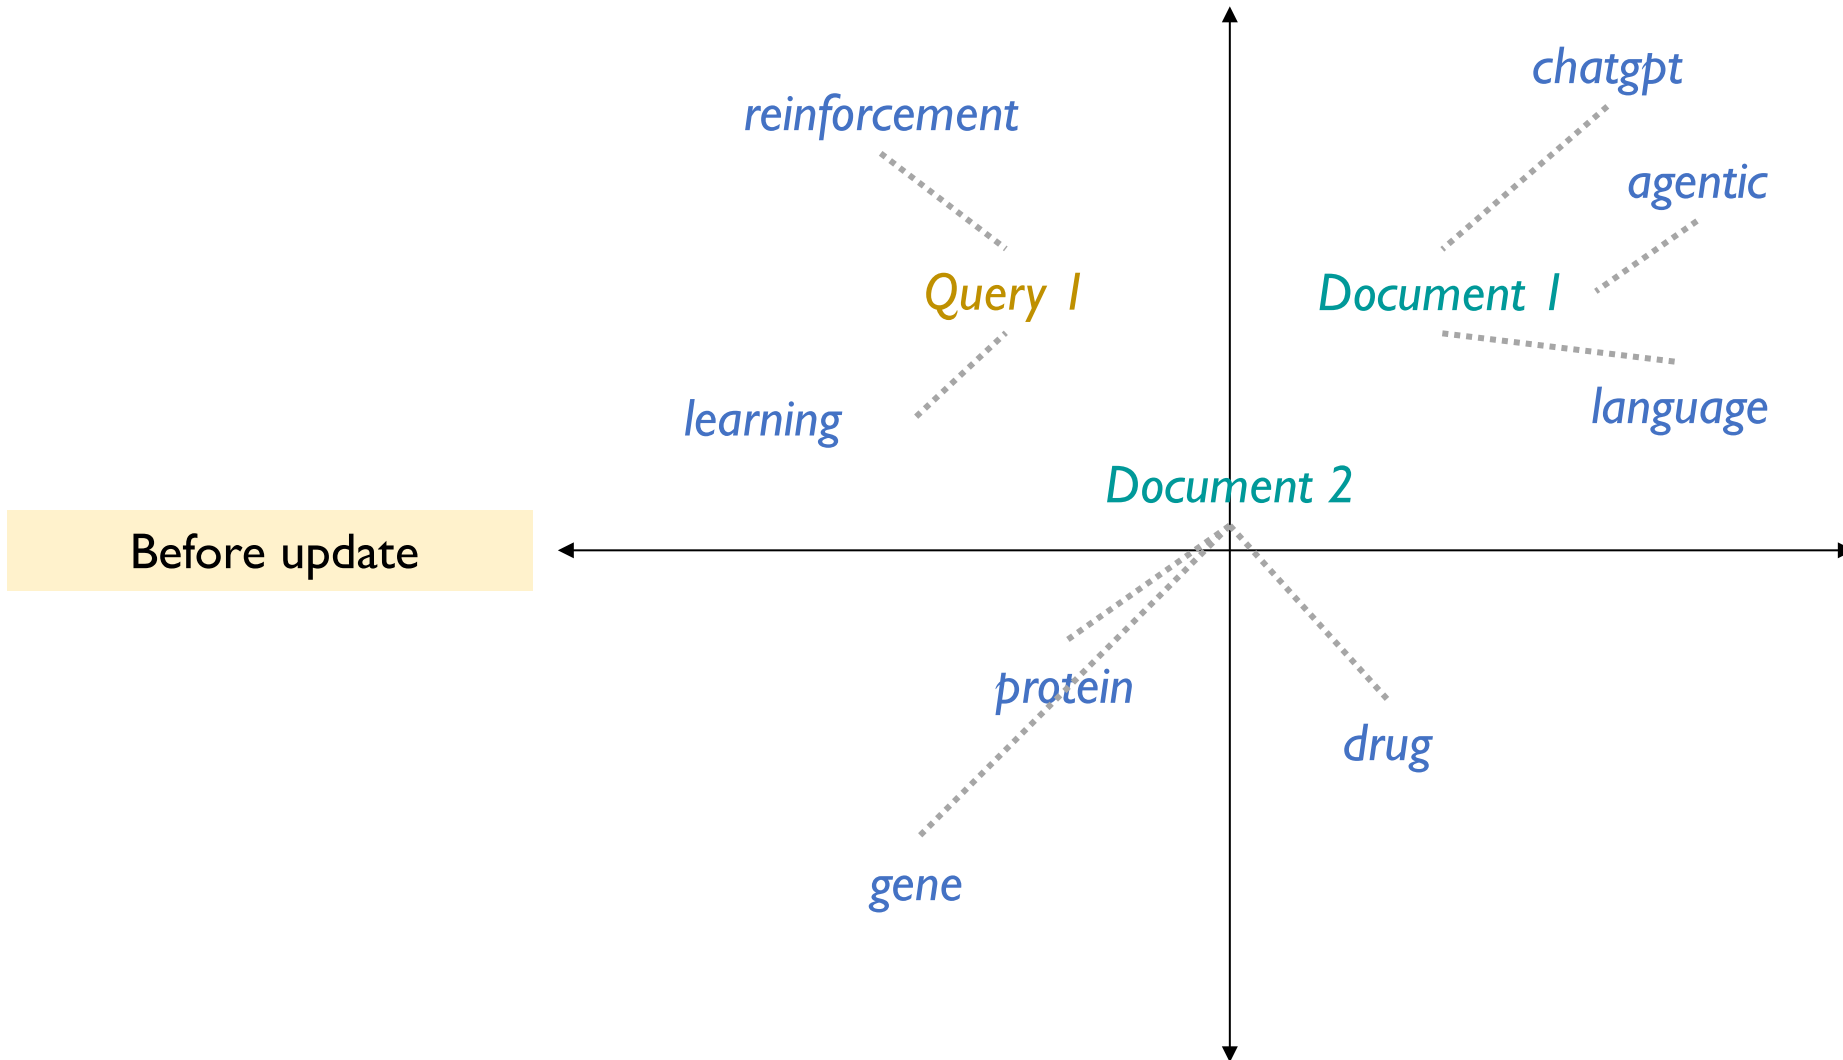 chatgpt
reinforcement
agentic
Query 1
Document 1
learning
language
Document 2
Before update
protein
drug
gene